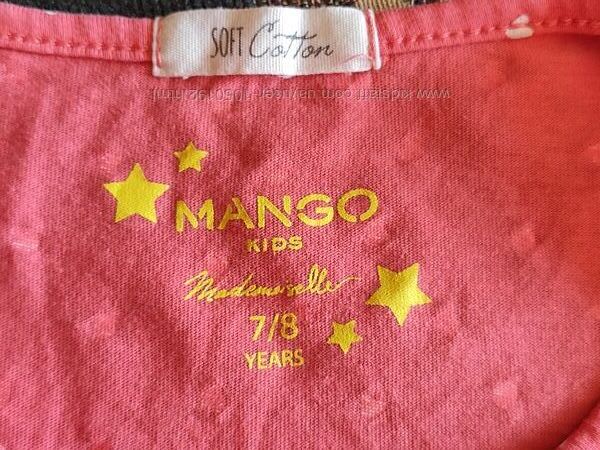 SOFT Cotton
MANGO
KIDS
Mademoiselle
7/8
YEARS